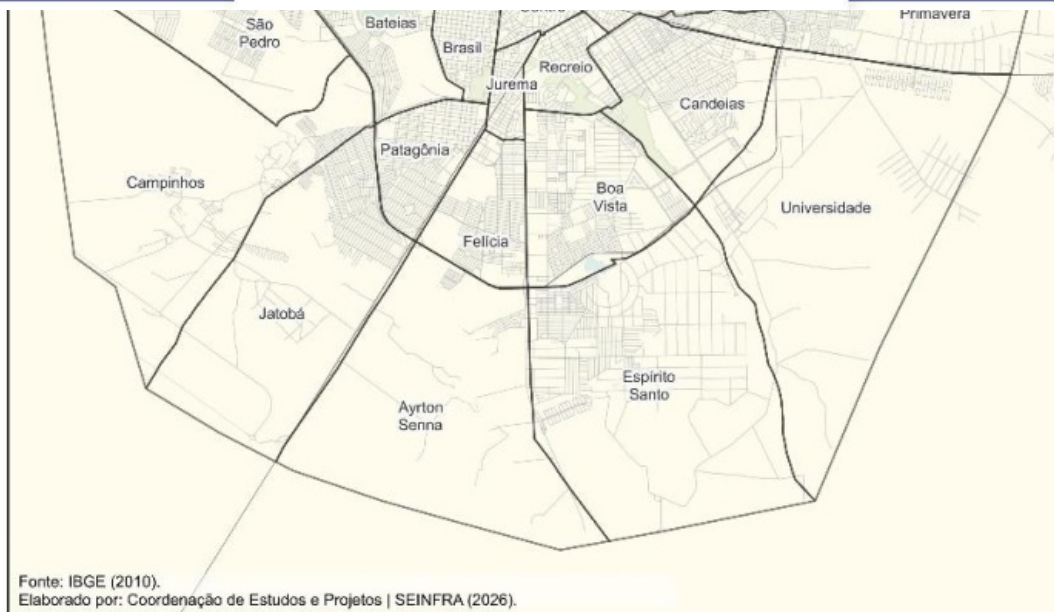 Centro
Primavera
São
Pedro
Bateias
Brasil
Recreio
Jurema
Candeias
Patagônia
Campinhos
Boa
Vista
Universidade
Felícia
Jatobá
Espírito
Santo
Ayrton
Senna
Fonte: IBGE (2010).
Elaborado por: Coordenação de Estudos e Projetos | SEINFRA (2026).